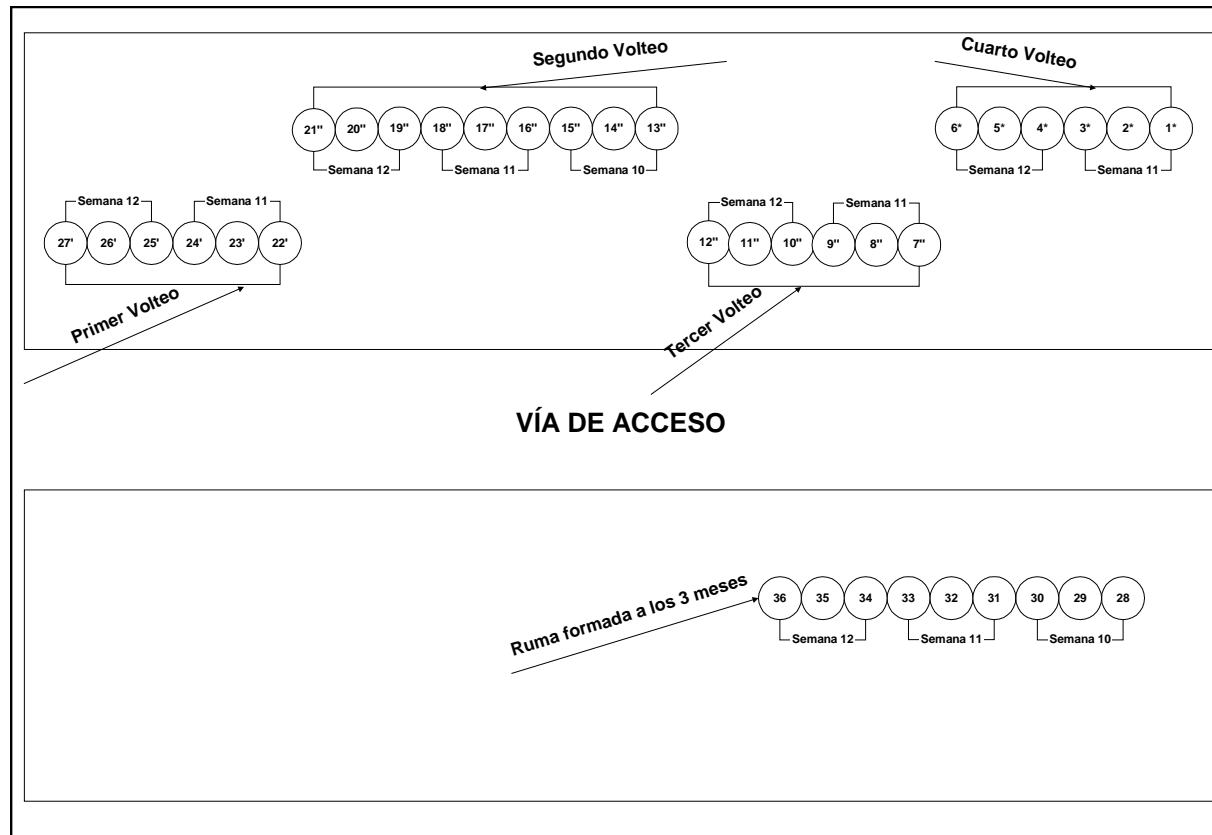 Segundo Volteo
Cuarto Volteo
21" 20" 19" 18" 17" 16" 15" 14" 13"
6* 5* 4* 3* 2* 1*
Semana 12 Semana 11 Semana 10
Semana 12 Semana 11
Semana 12 Semana 11
27' 26' 25' 24' 23' 22'
Semana 12 Semana 11
12" 11" 10" 9" 8" 7"
Primer Volteo
Tercer Volteo
VÍA DE ACCESO
Ruma formada a los 3 meses
36 35 34 33 32 31 30 29 28
Semana 12 Semana 11 Semana 10